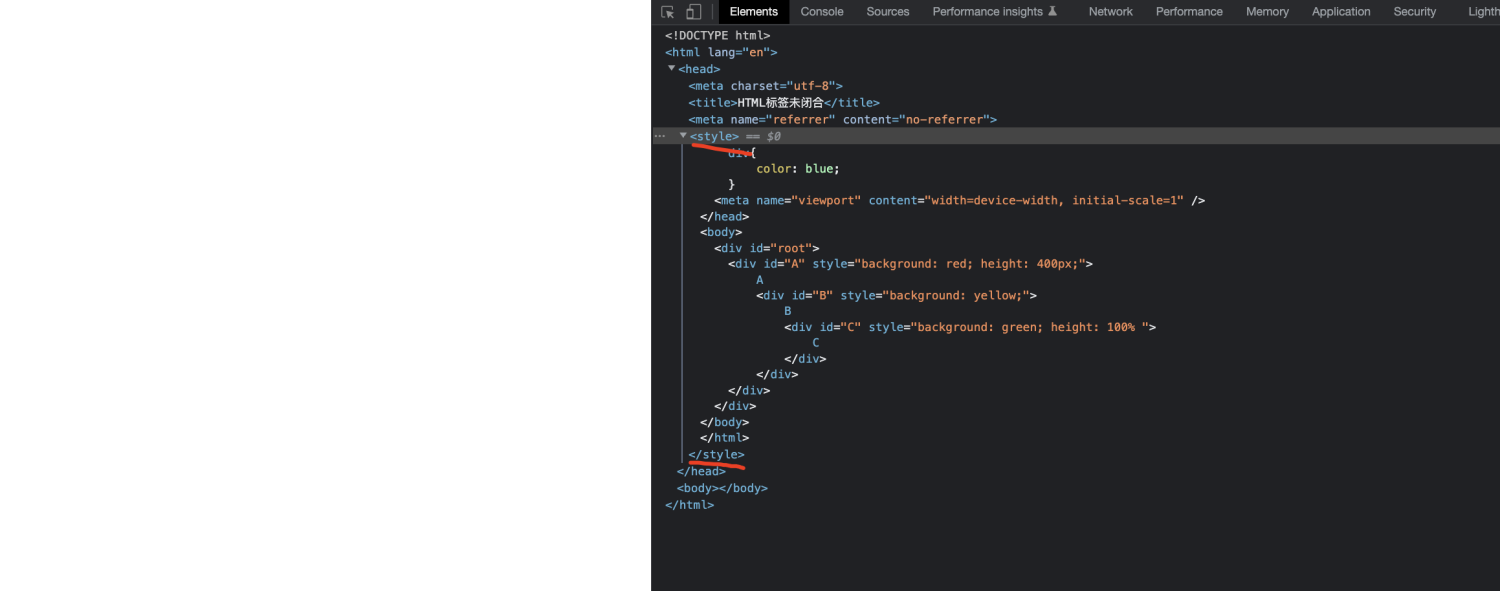 Elements Console Sources Performance insights Network Performance Memory Application Security Lighth
<!DOCTYPE html>
<html lang="en">
<head>
<meta charset="utf-8">
<title>HTML标签未闭合</title>
<meta name="referrer" content="no-referrer">
… <style> == $0
div{
color: blue;
}
<meta name="viewport" content="width=device-width, initial-scale=1" />
</head>
<body>
<div id="root">
<div id="A" style="background: red; height: 400px;">
A
<div id="B" style="background: yellow;">
B
<div id="C" style="background: green; height: 100% ">
C
</div>
</div>
</div>
</div>
</body>
</html>
</style>
</head>
<body></body>
</html>